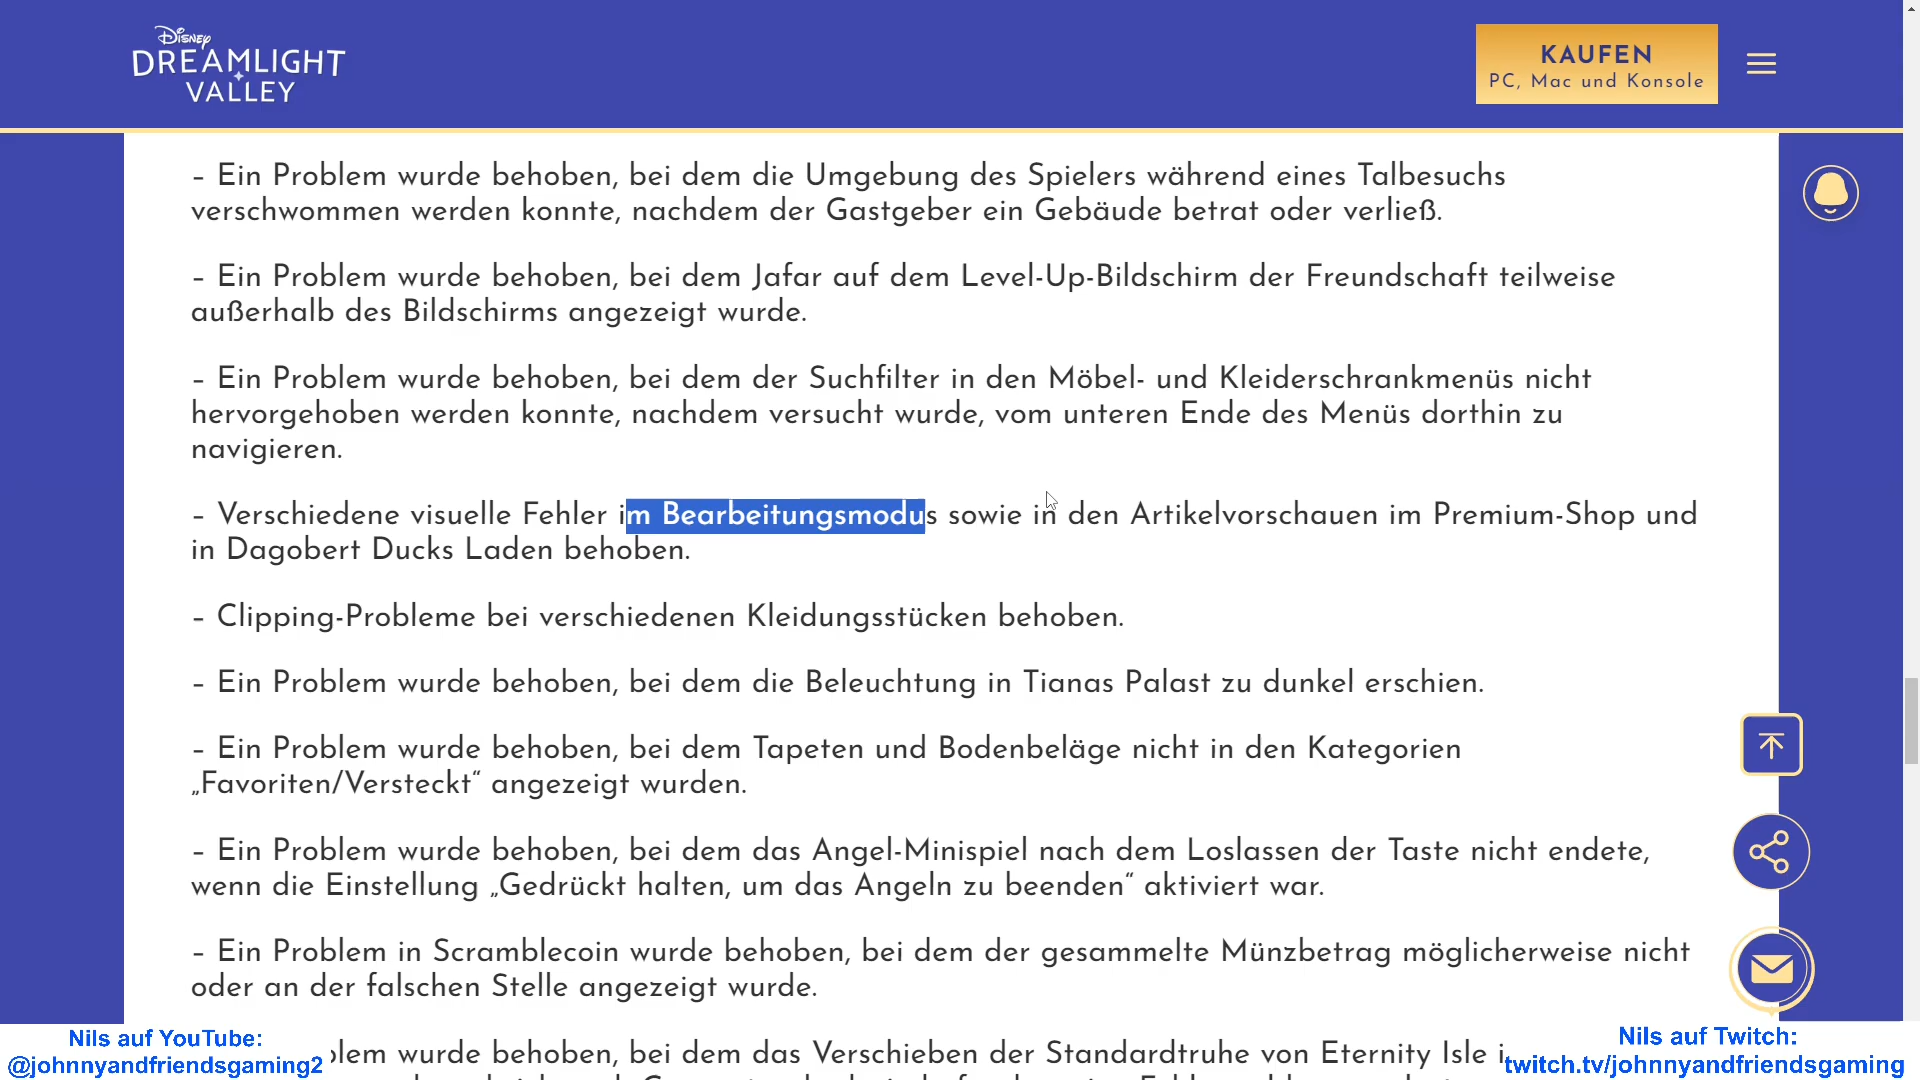 Disney
DREAMLIGHT
VALLEY
KAUFEN
PC, Mac und Konsole
– Ein Problem wurde behoben, bei dem die Umgebung des Spielers während eines Talbesuchs
verschwommen werden konnte, nachdem der Gastgeber ein Gebäude betrat oder verließ.
– Ein Problem wurde behoben, bei dem Jafar auf dem Level-Up-Bildschirm der Freundschaft teilweise
außerhalb des Bildschirms angezeigt wurde.
– Ein Problem wurde behoben, bei dem der Suchfilter in den Möbel- und Kleiderschrankmenüs nicht
hervorgehoben werden konnte, nachdem versucht wurde, vom unteren Ende des Menüs dorthin zu
navigieren.
– Verschiedene visuelle Fehler im Bearbeitungsmodus sowie in den Artikelvorschauen im Premium-Shop und
in Dagobert Ducks Laden behoben.
– Clipping-Probleme bei verschiedenen Kleidungsstücken behoben.
– Ein Problem wurde behoben, bei dem die Beleuchtung in Tianas Palast zu dunkel erschien.
– Ein Problem wurde behoben, bei dem Tapeten und Bodenbeläge nicht in den Kategorien
„Favoriten/Versteckt“ angezeigt wurden.
– Ein Problem wurde behoben, bei dem das Angel-Minispiel nach dem Loslassen der Taste nicht endete,
wenn die Einstellung „Gedrückt halten, um das Angeln zu beenden“ aktiviert war.
– Ein Problem in Scramblecoin wurde behoben, bei dem der gesammelte Münzbetrag möglicherweise nicht
oder an der falschen Stelle angezeigt wurde.
wurde behoben, bei dem das Verschieben der Standardtruhe von Eternity Isle
Nils auf YouTube:
@johnnyandfriendsgaming2
Nils auf Twitch:
twitch.tv/johnnyandfriendsgaming